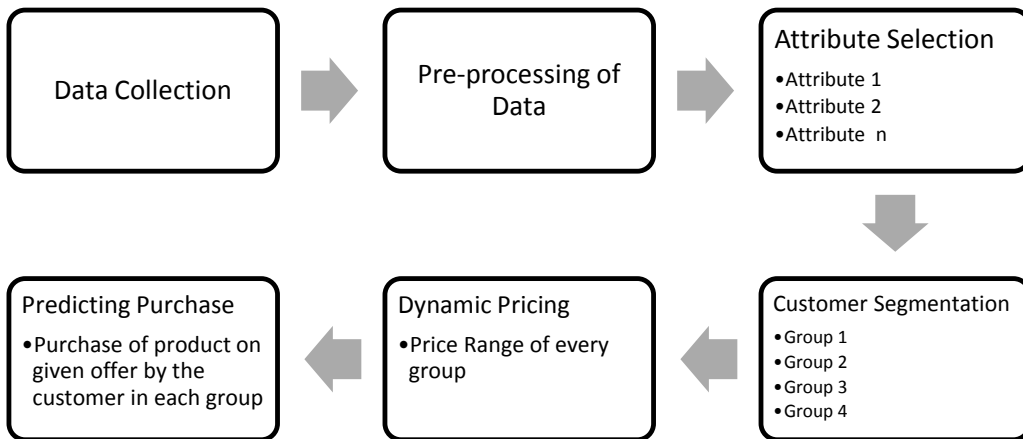 Data Collection
Pre-processing of
Data
Attribute Selection
•Attribute 1
•Attribute 2
•Attribute n
Customer Segmentation
•Group 1
•Group 2
•Group 3
•Group 4
Dynamic Pricing
•Price Range of every
group
Predicting Purchase
•Purchase of product on
given offer by the
customer in each group